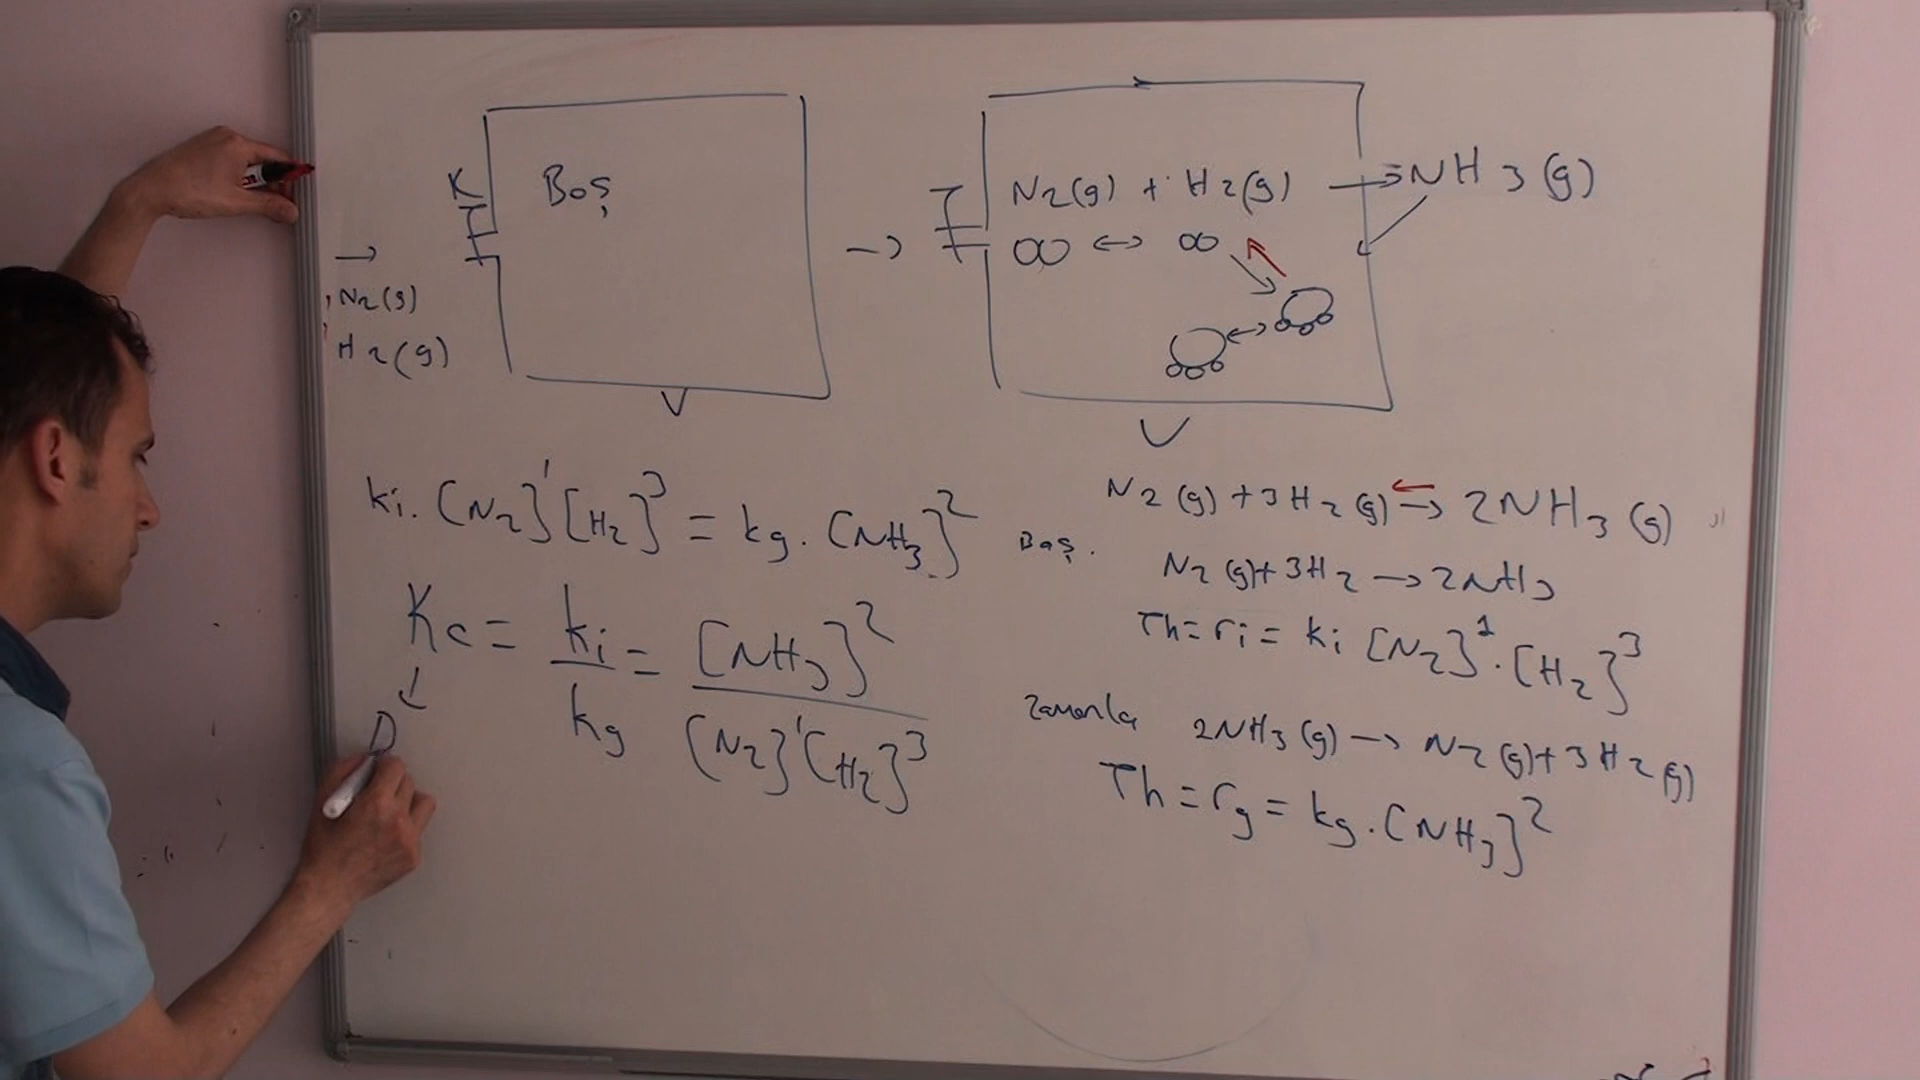 K
Boş
→
N2(g)
H2(g)
V
→
N2(g) + H2(g) → NH3(g)
V
ki. [N2]¹[H2]³ = kg. [NH3]²
Kc = ki/kg = [NH3]²/[N2]¹[H2]³
↓
D
N2(g) + 3H2(g) ⇄ 2NH3(g)
Baş. N2(g) + 3H2 → 2NH3
Th = ri = ki [N2]¹ . [H2]³
Zamanla 2NH3(g) → N2(g) + 3H2(g)
Th = rg = kg . [NH3]²